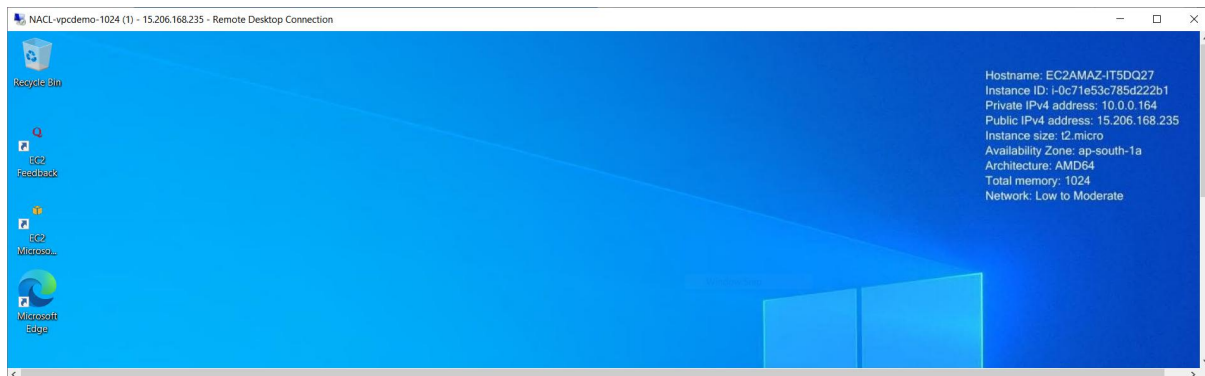 NACL-vpcdemo-1024 (1) - 15.206.168.235 - Remote Desktop Connection
Recycle Bin
EC2
Feedback
EC2
Microso...
Microsoft
Edge
Hostname: EC2AMAZ-IT5DQ27
Instance ID: i-0c71e53c785d222b1
Private IPv4 address: 10.0.0.164
Public IPv4 address: 15.206.168.235
Instance size: t2.micro
Availability Zone: ap-south-1a
Architecture: AMD64
Total memory: 1024
Network: Low to Moderate